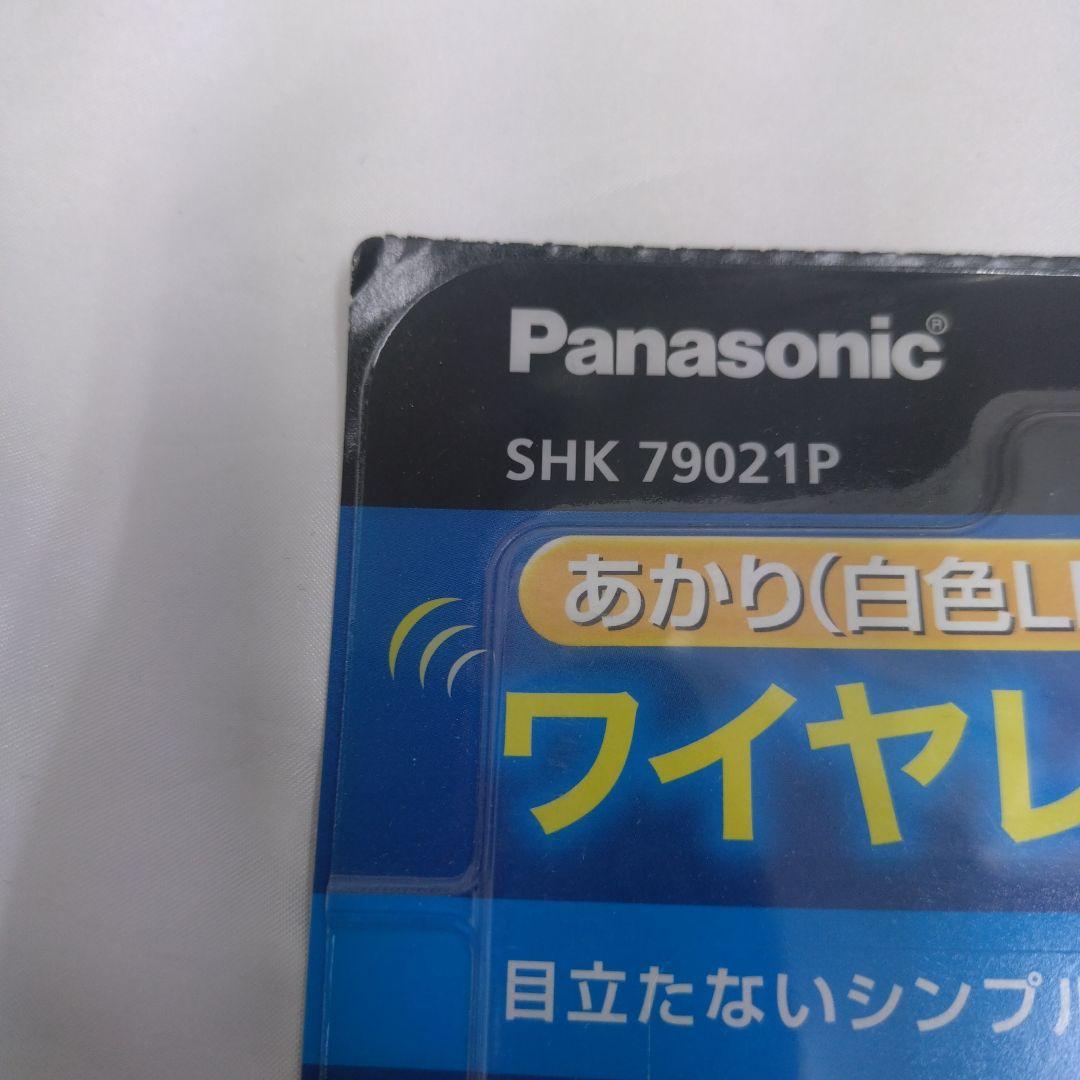 Panasonic®
SHK 79021P
あかり(白色L
ワイヤレ
目立たないシンプル